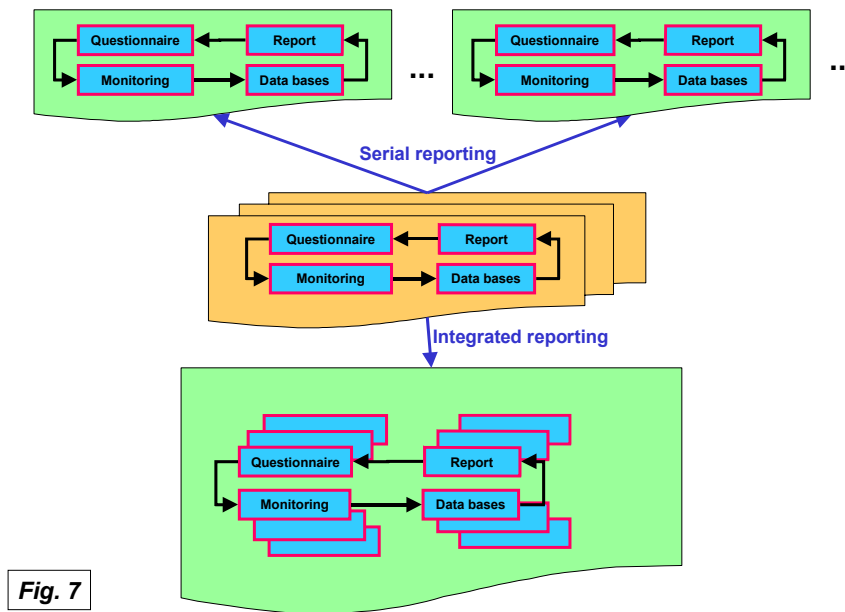 Questionnaire Report
Monitoring Data bases
...
Questionnaire Report
Monitoring Data bases
..
Serial reporting
Questionnaire Report
Monitoring Data bases
Integrated reporting
Questionnaire Report
Monitoring Data bases
Fig. 7